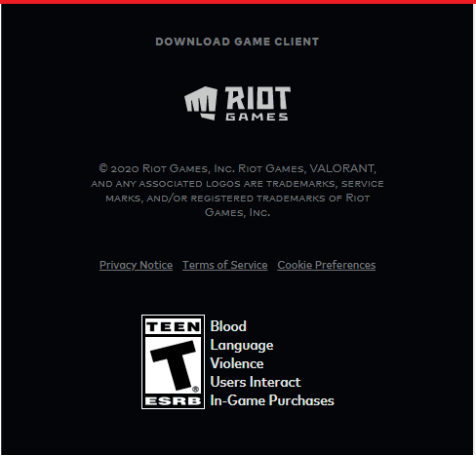 DOWNLOAD GAME CLIENT
RIOT
GAMES
© 2020 RIOT GAMES, INC. RIOT GAMES, VALORANT,
AND ANY ASSOCIATED LOGOS ARE TRADEMARKS, SERVICE
MARKS, AND/OR REGISTERED TRADEMARKS OF RIOT
GAMES, INC.
Privacy Notice Terms of Service Cookie Preferences
TEEN
T
®
ESRB
Blood
Language
Violence
Users Interact
In-Game Purchases